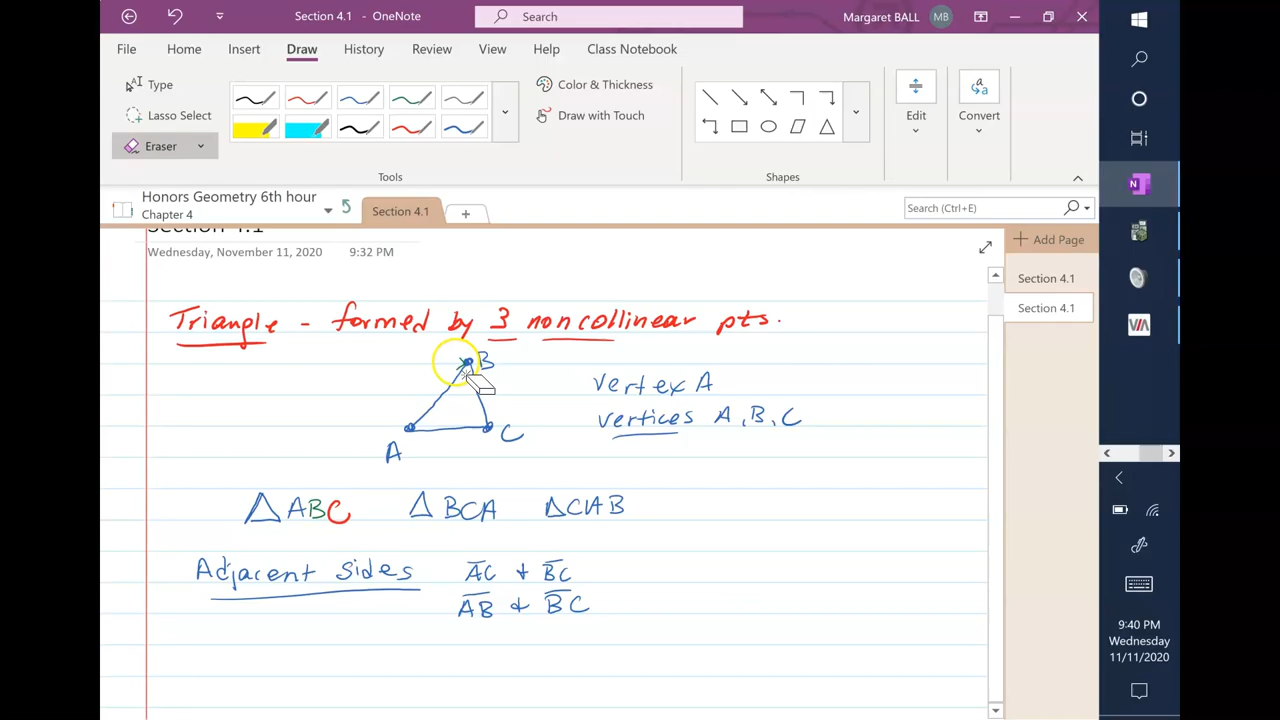 Section 4.1 - OneNote
Search
Margaret BALL
MB
File Home Insert Draw History Review View Help Class Notebook
Type
Lasso Select
Eraser
Color & Thickness
Draw with Touch
Edit
Convert
Tools
Shapes
Honors Geometry 6th hour
Chapter 4
Section 4.1
+
Search (Ctrl+E)
Section 4.1
Wednesday, November 11, 2020 9:32 PM
+ Add Page
Section 4.1
Section 4.1
N
VIA
Triangle - formed by 3 noncollinear pts.
B
A
C
vertex A
vertices A, B, C
△ABC △BCA △CAB
Adjacent sides A̅C̅ + B̅C̅
A̅B̅ & B̅C̅
9:40 PM
Wednesday
11/11/2020